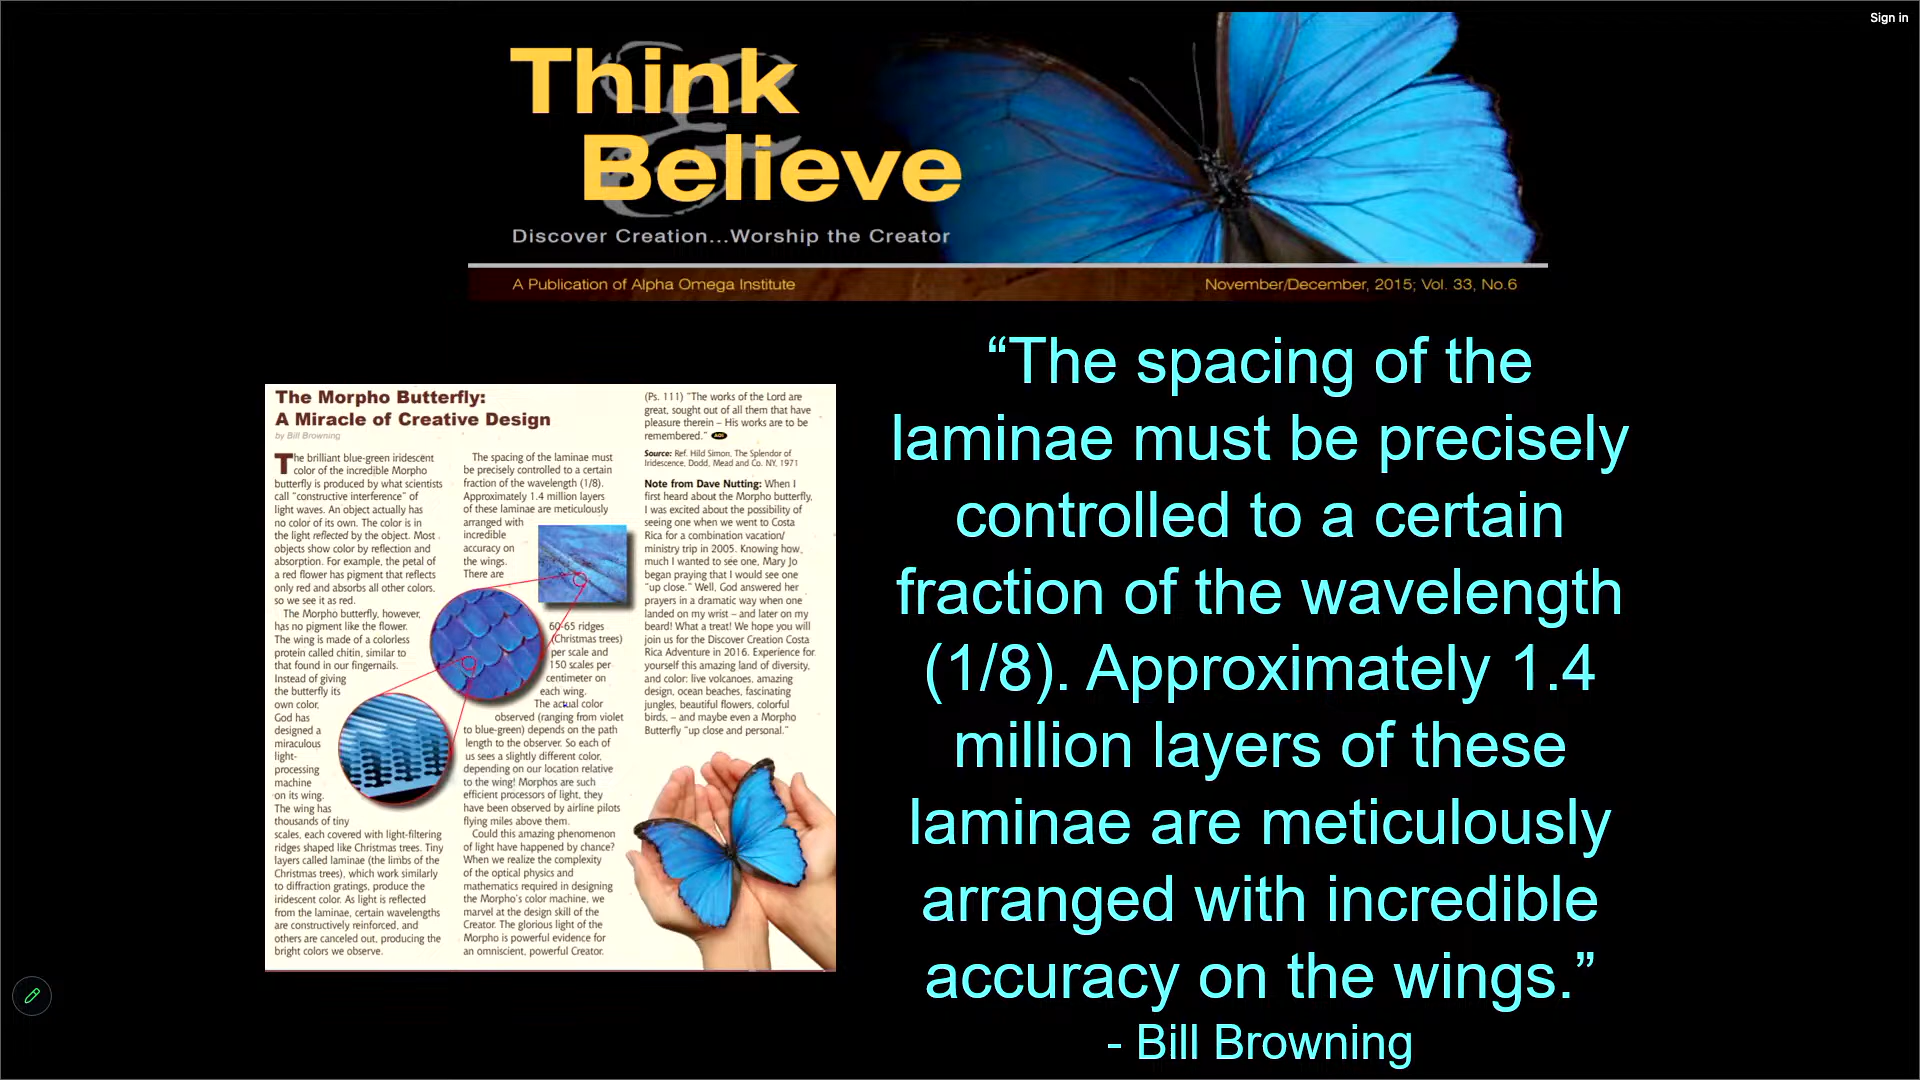 Sign in
Think
&
Believe
Discover Creation...Worship the Creator
A Publication of Alpha Omega Institute
November/December, 2015; Vol. 33, No.6
The Morpho Butterfly:
A Miracle of Creative Design
by Bill Browning
The brilliant blue-green iridescent
color of the incredible Morpho
butterfly is produced by what scientists
call "constructive interference" of
light waves. An object actually has
no color of its own. The color is in
the light reflected by the object. Most
objects show color by reflection and
absorption. For example, the petal of
a red flower has pigment that reflects
only red and absorbs all other colors,
so we see it as red.
The Morpho butterfly, however,
has no pigment like the flower.
The wing is made of a colorless
protein called chitin, similar to
that found in our fingernails.
Instead of giving
the butterfly its
own color,
God has
designed a
miraculous
light-
processing
machine
on its wing.
The wing has
thousands of tiny
scales, each covered with light-filtering
ridges shaped like Christmas trees. Tiny
layers called laminae (the limbs of the
Christmas trees), which work similarly
to diffraction gratings, produce the
iridescent color. As light is reflected
from the laminae, certain wavelengths
are constructively reinforced, and
others are canceled out, producing the
bright colors we observe.
The spacing of the laminae must
be precisely controlled to a certain
fraction of the wavelength (1/8).
Approximately 1.4 million layers
of these laminae are meticulously
arranged with
incredible
accuracy on
the wings.
There are
60-65 ridges
(Christmas trees)
per scale and
150 scales per
centimeter on
each wing.
The actual color
observed (ranging from violet
to blue-green) depends on the path
length to the observer. So each of
us sees a slightly different color,
depending on our location relative
to the wing! Morphos are such
efficient processors of light, they
have been observed by airline pilots
flying miles above them.
Could this amazing phenomenon
of light have happened by chance?
When we realize the complexity
of the optical physics and
mathematics required in designing
the Morpho's color machine, we
marvel at the design skill of the
Creator. The glorious light of the
Morpho is powerful evidence for
an omniscient, powerful Creator.
(Ps. 111) "The works of the Lord are
great, sought out of all them that have
pleasure therein – His works are to be
remembered."
Source: Ref. Hild Simon, The Splendor of
Iridescence, Dodd, Mead and Co. NY, 1971
Note from Dave Nutting: When I
first heard about the Morpho butterfly,
I was excited about the possibility of
seeing one when we went to Costa
Rica for a combination vacation/
ministry trip in 2005. Knowing how
much I wanted to see one, Mary Jo
began praying that I would see one
"up close." Well, God answered her
prayers in a dramatic way when one
landed on my wrist – and later on my
beard! What a treat! We hope you will
join us for the Discover Creation Costa
Rica Adventure in 2016. Experience for
yourself this amazing land of diversity,
and color: live volcanoes, amazing
design, ocean beaches, fascinating
jungles, beautiful flowers, colorful
birds, – and maybe even a Morpho
Butterfly "up close and personal."
“The spacing of the
laminae must be precisely
controlled to a certain
fraction of the wavelength
(1/8). Approximately 1.4
million layers of these
laminae are meticulously
arranged with incredible
accuracy on the wings.”
- Bill Browning